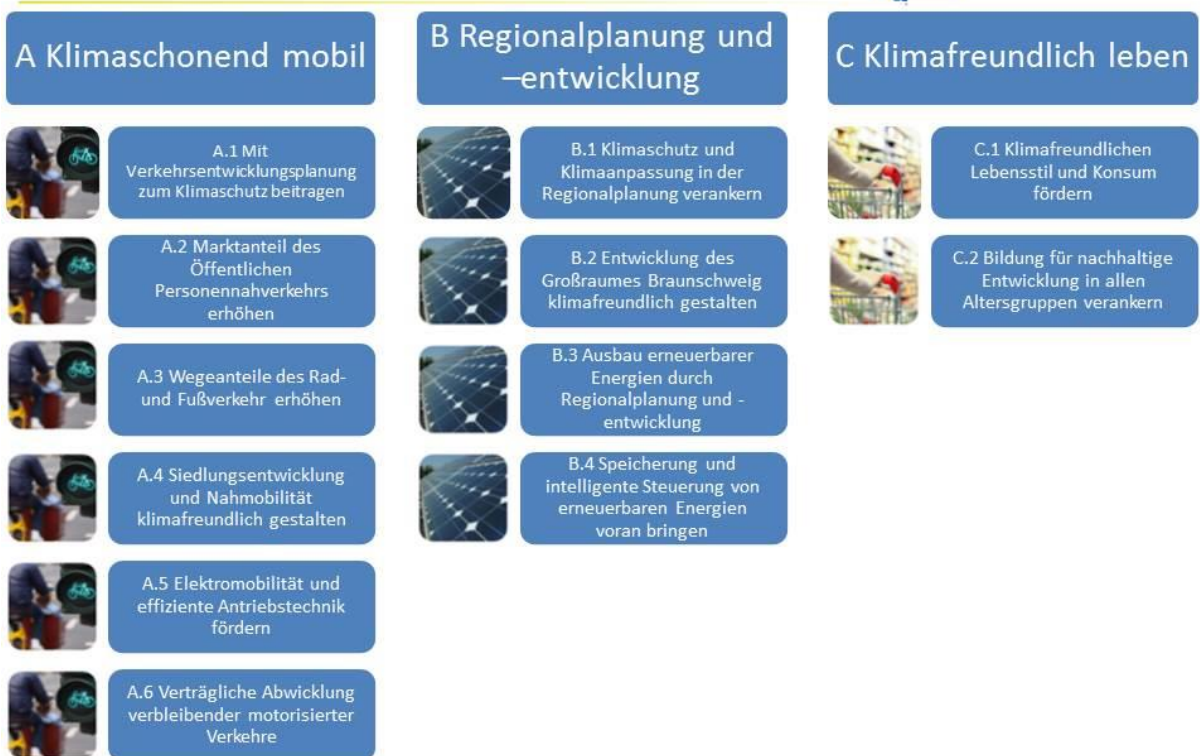 A Klimaschonend mobil
A.1 Mit
Verkehrsentwicklungsplanung
zum Klimaschutz beitragen
A.2 Marktanteil des
Öffentlichen
Personennahverkehrs
erhöhen
A.3 Wegeanteile des Rad-
und Fußverkehr erhöhen
A.4 Siedlungsentwicklung
und Nahmobilität
klimafreundlich gestalten
A.5 Elektromobilität und
effiziente Antriebstechnik
fördern
A.6 Verträgliche Abwicklung
verbleibender motorisierter
Verkehre
B Regionalplanung und
–entwicklung
B.1 Klimaschutz und
Klimaanpassung in der
Regionalplanung verankern
B.2 Entwicklung des
Großraumes Braunschweig
klimafreundlich gestalten
B.3 Ausbau erneuerbarer
Energien durch
Regionalplanung und -
entwicklung
B.4 Speicherung und
intelligente Steuerung von
erneuerbaren Energien
voran bringen
C Klimafreundlich leben
C.1 Klimafreundlichen
Lebensstil und Konsum
fördern
C.2 Bildung für nachhaltige
Entwicklung in allen
Altersgruppen verankern